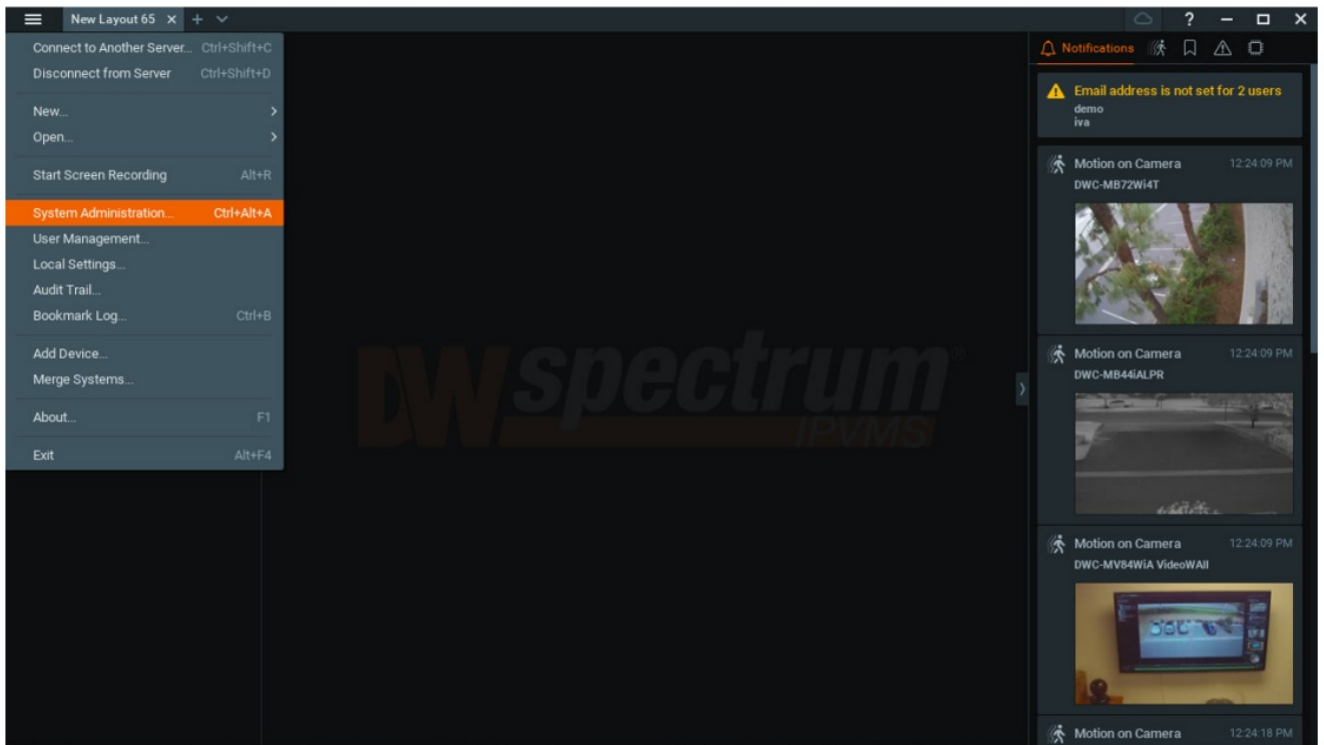 New Layout 65
?
Connect to Another Server... Ctrl+Shift+C
Disconnect from Server Ctrl+Shift+D
New...
Open...
Start Screen Recording Alt+R
System Administration... Ctrl+Alt+A
User Management...
Local Settings...
Audit Trail...
Bookmark Log... Ctrl+B
Add Device...
Merge Systems...
About... F1
Exit Alt+F4
DW spectrum®
IPVMS
Notifications
Email address is not set for 2 users
demo
iva
Motion on Camera 12:24:09 PM
DWC-MB72Wi4T
Motion on Camera 12:24:09 PM
DWC-MB44iALPR
Motion on Camera 12:24:09 PM
DWC-MV84WiA VideoWAll
Motion on Camera 12:24:18 PM